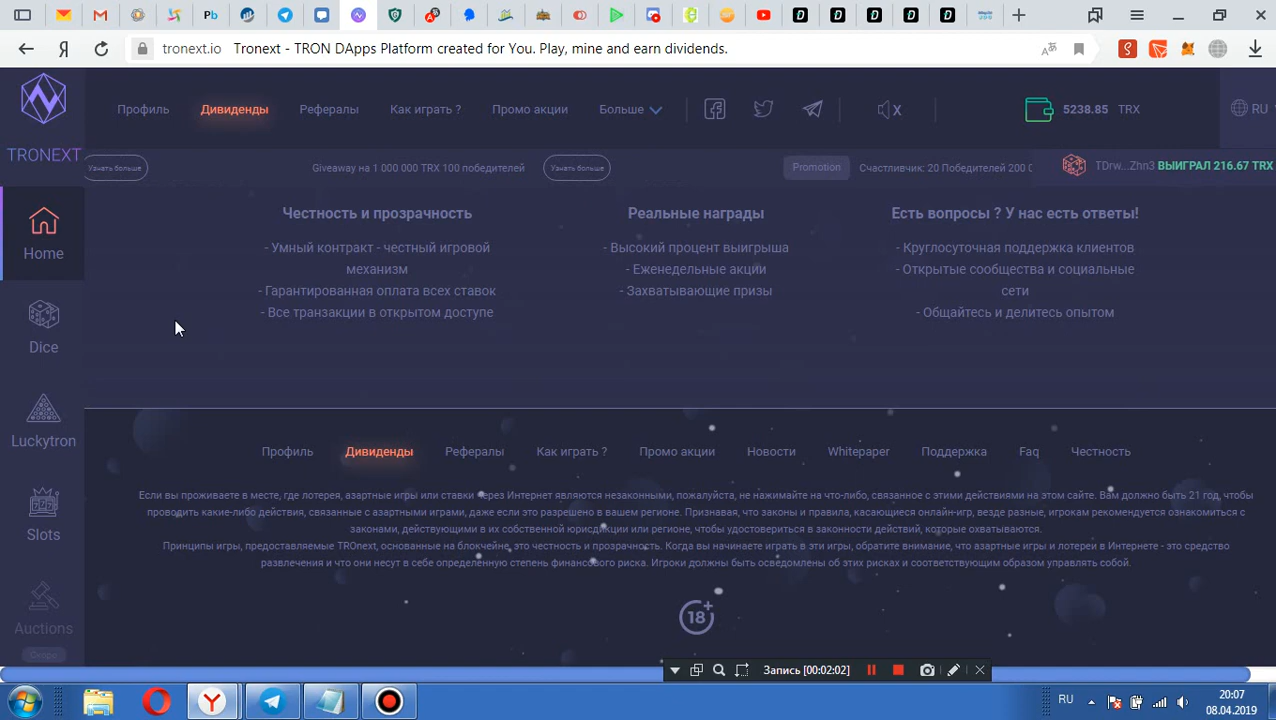 tronext.io Tronext - TRON DApps Platform created for You. Play, mine and earn dividends.
TRONEXT
Профиль Дивиденды Рефералы Как играть ? Промо акции Больше 5238.85 TRX RU
Узнать больше Giveaway на 1 000 000 TRX 100 победителей Узнать больше Promotion Счастливчик: 20 Победителей 200 0 TDrw...Zhn3 ВЫИГРАЛ 216.67 TRX
Home
Dice
Luckytron
Slots
Auctions
Скоро
Честность и прозрачность
- Умный контракт - честный игровой
механизм
- Гарантированная оплата всех ставок
- Все транзакции в открытом доступе
Реальные награды
- Высокий процент выигрыша
- Еженедельные акции
- Захватывающие призы
Есть вопросы ? У нас есть ответы!
- Круглосуточная поддержка клиентов
- Открытые сообщества и социальные
сети
- Общайтесь и делитесь опытом
Профиль Дивиденды Рефералы Как играть ? Промо акции Новости Whitepaper Поддержка Faq Честность
Если вы проживаете в месте, где лотерея, азартные игры или ставки через Интернет являются незаконными, пожалуйста, не нажимайте на что-либо, связанное с этими действиями на этом сайте. Вам должно быть 21 год, чтобы
проводить какие-либо действия, связанные с азартными играми, даже если это разрешено в вашем регионе. Признавая, что законы и правила, касающиеся онлайн-игр, везде разные, игрокам рекомендуется ознакомиться с
законами, действующими в их собственной юрисдикции или регионе, чтобы удостовериться в законности действий, которые охватываются.
Принципы игры, предоставляемые TROnext, основанные на блокчейне, это честность и прозрачность. Когда вы начинаете играть в эти игры, обратите внимание, что азартные игры и лотереи в Интернете - это средство
развлечения и что они несут в себе определенную степень финансового риска. Игроки должны быть осведомлены об этих рисках и соответствующим образом управлять собой.
18+
Запись [00:02:02]
RU
20:07
08.04.2019